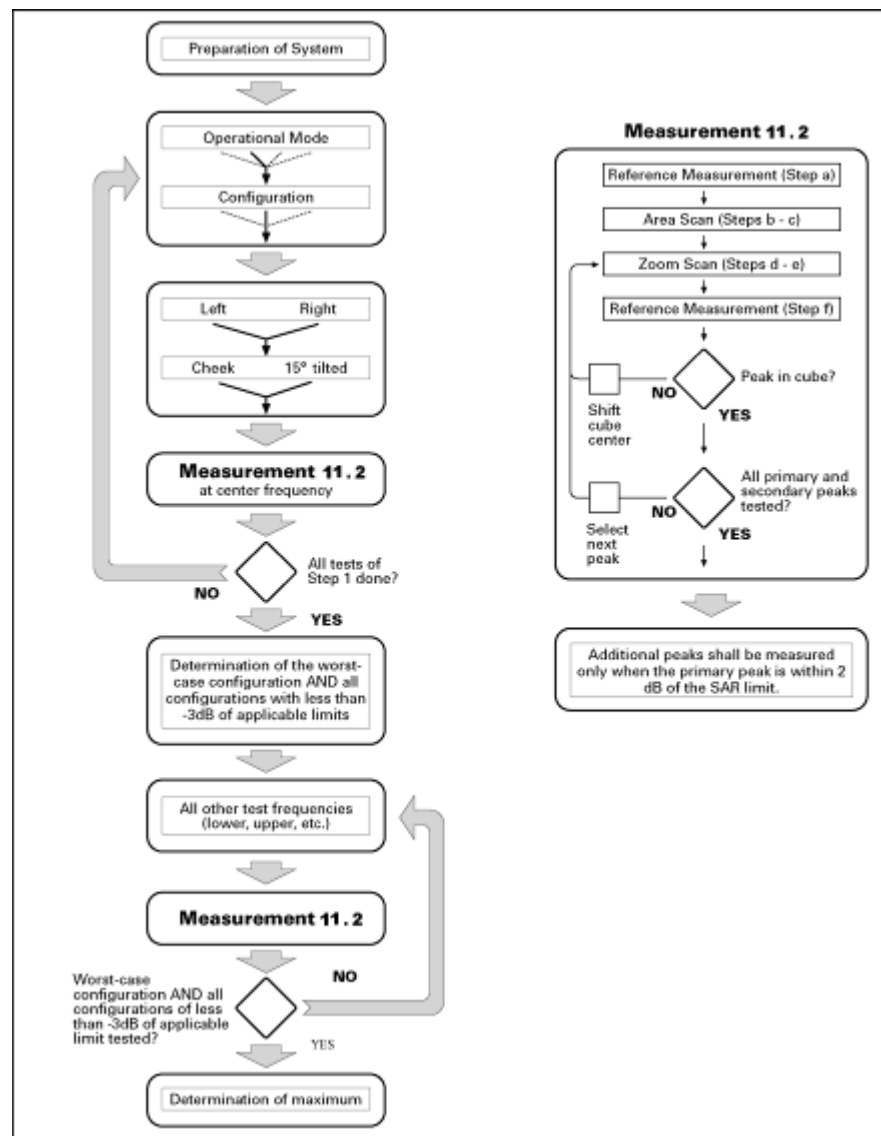 Preparation of System
Operational Mode
Configuration
Left Right
Cheek 15° tilted
Measurement 11.2
at center frequency
All tests of
Step 1 done?
NO
YES
Determination of the worst-
case configuration AND all
configurations with less than
-3dB of applicable limits
All other test frequencies
(lower, upper, etc.)
Measurement 11.2
NO
Worst-case
configuration AND all
configurations of less
than -3dB of applicable
limit tested?
YES
Determination of maximum
Measurement 11.2
Reference Measurement (Step a)
Area Scan (Steps b - c)
Zoom Scan (Steps d - e)
Reference Measurement (Step f)
Peak in cube?
NO
YES
Shift
cube
center
All primary and
secondary peaks
tested?
NO
YES
Select
next
peak
Additional peaks shall be measured
only when the primary peak is within 2
dB of the SAR limit.